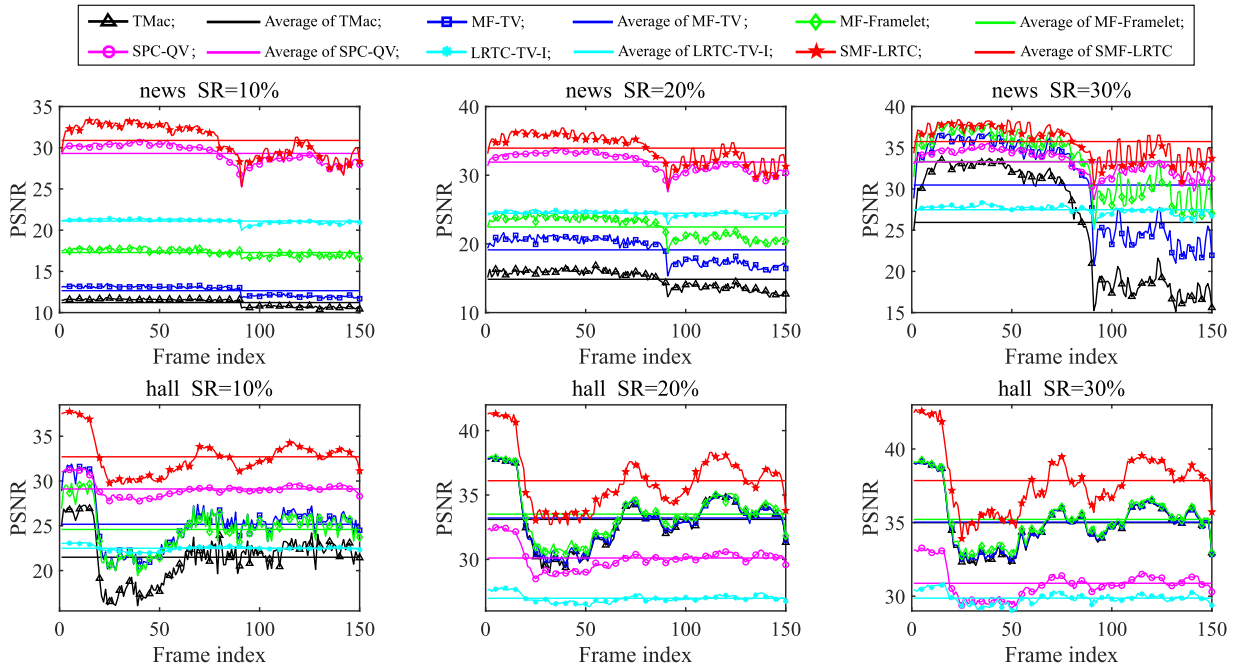 TMac; Average of TMac; MF-TV; Average of MF-TV; MF-Framelet; Average of MF-Framelet;
SPC-QV; Average of SPC-QV; LRTC-TV-I; Average of LRTC-TV-I; SMF-LRTC; Average of SMF-LRTC
news SR=10%
PSNR
35
30
25
20
15
10
0 50 100 150
Frame index
news SR=20%
PSNR
40
30
20
10
0 50 100 150
Frame index
news SR=30%
PSNR
40
35
30
25
20
15
0 50 100 150
Frame index
hall SR=10%
PSNR
35
30
25
20
0 50 100 150
Frame index
hall SR=20%
PSNR
40
35
30
0 50 100 150
Frame index
hall SR=30%
PSNR
40
35
30
0 50 100 150
Frame index